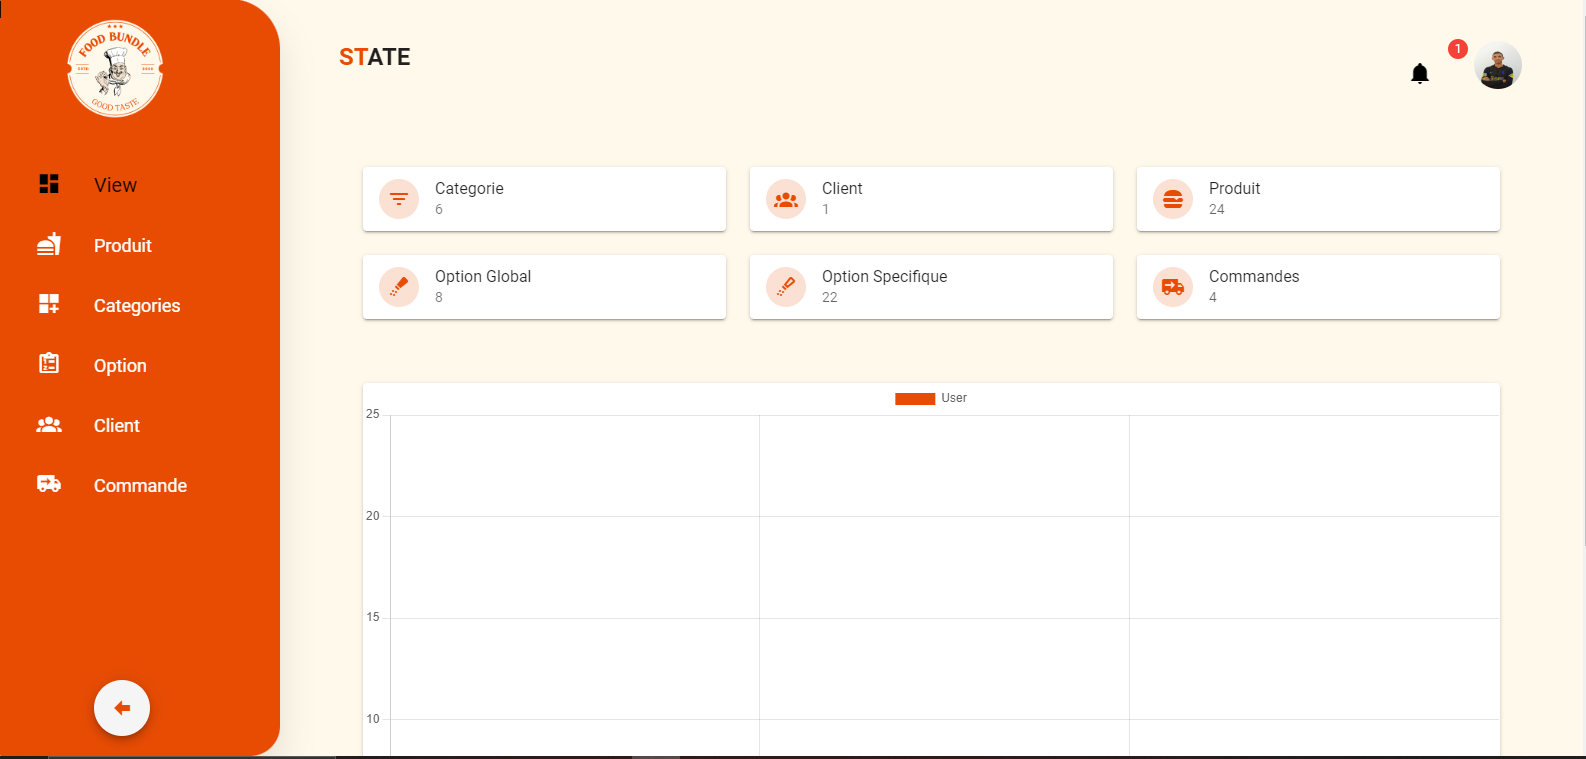 FOOD BUNDLE
GOOD TASTE
View
Produit
Categories
Option
Client
Commande
STATE
1
Categorie
6
Client
1
Produit
24
Option Global
8
Option Specifique
22
Commandes
4
User
25
20
15
10